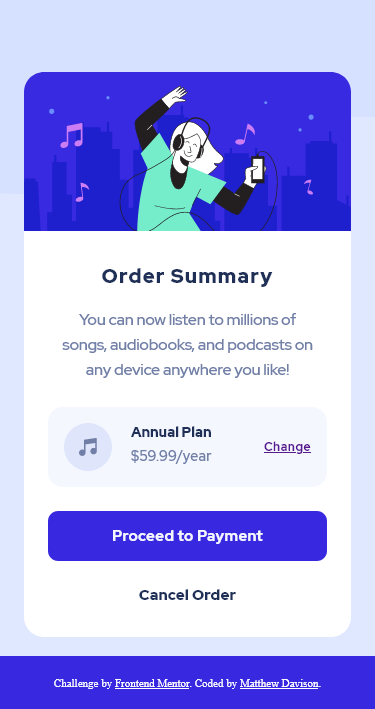 Order Summary
You can now listen to millions of
songs, audiobooks, and podcasts on
any device anywhere you like!
Annual Plan
$59.99/year
Change
Proceed to Payment
Cancel Order
Challenge by Frontend Mentor. Coded by Matthew Davison.